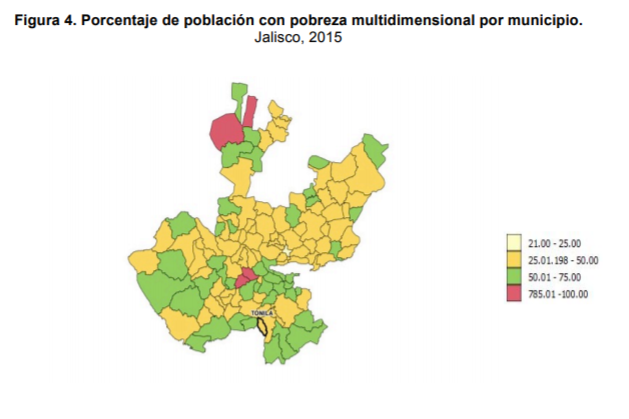 Figura 4. Porcentaje de población con pobreza multidimensional por municipio.
Jalisco, 2015
21.00 - 25.00
25.01.198 - 50.00
50.01 - 75.00
785.01 -100.00
TONILA